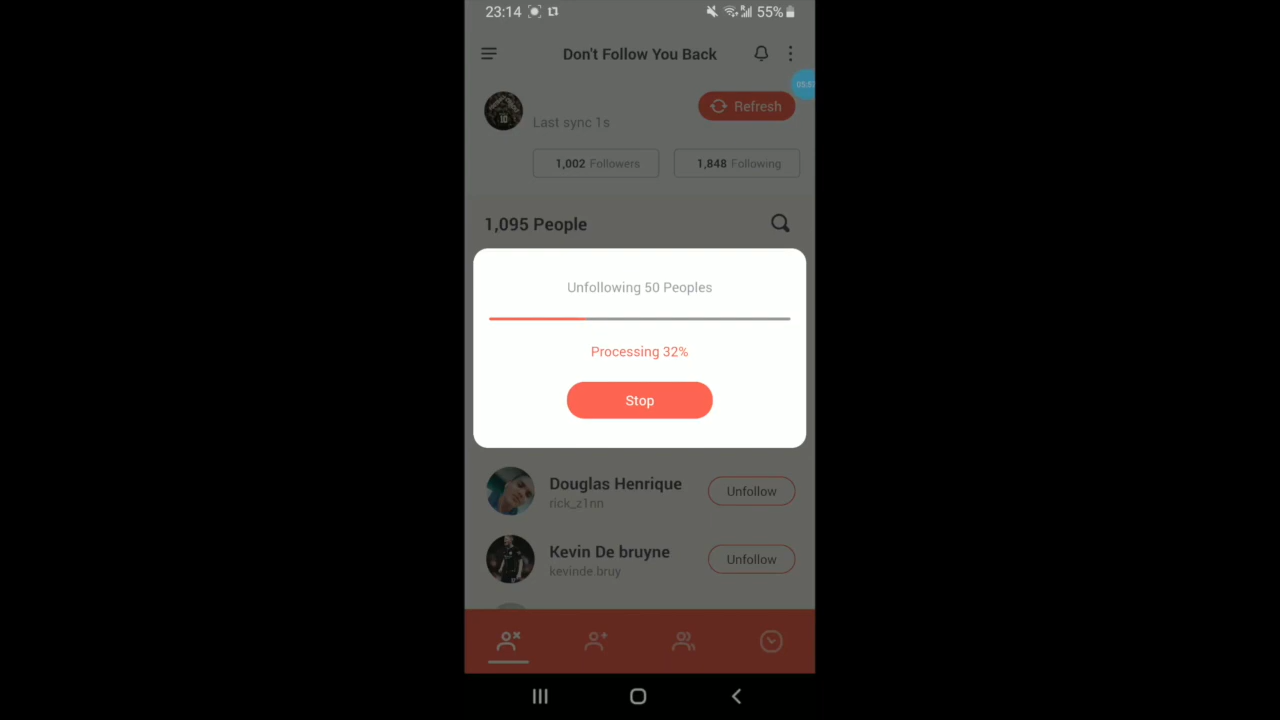 23:14 55%
Don't Follow You Back
Refresh
Last sync 1s
1,002 Followers 1,848 Following
1,095 People
Unfollowing 50 Peoples
Processing 32%
Stop
Douglas Henrique
rick_z1nn
Unfollow
Kevin De bruyne
kevinde.bruy
Unfollow